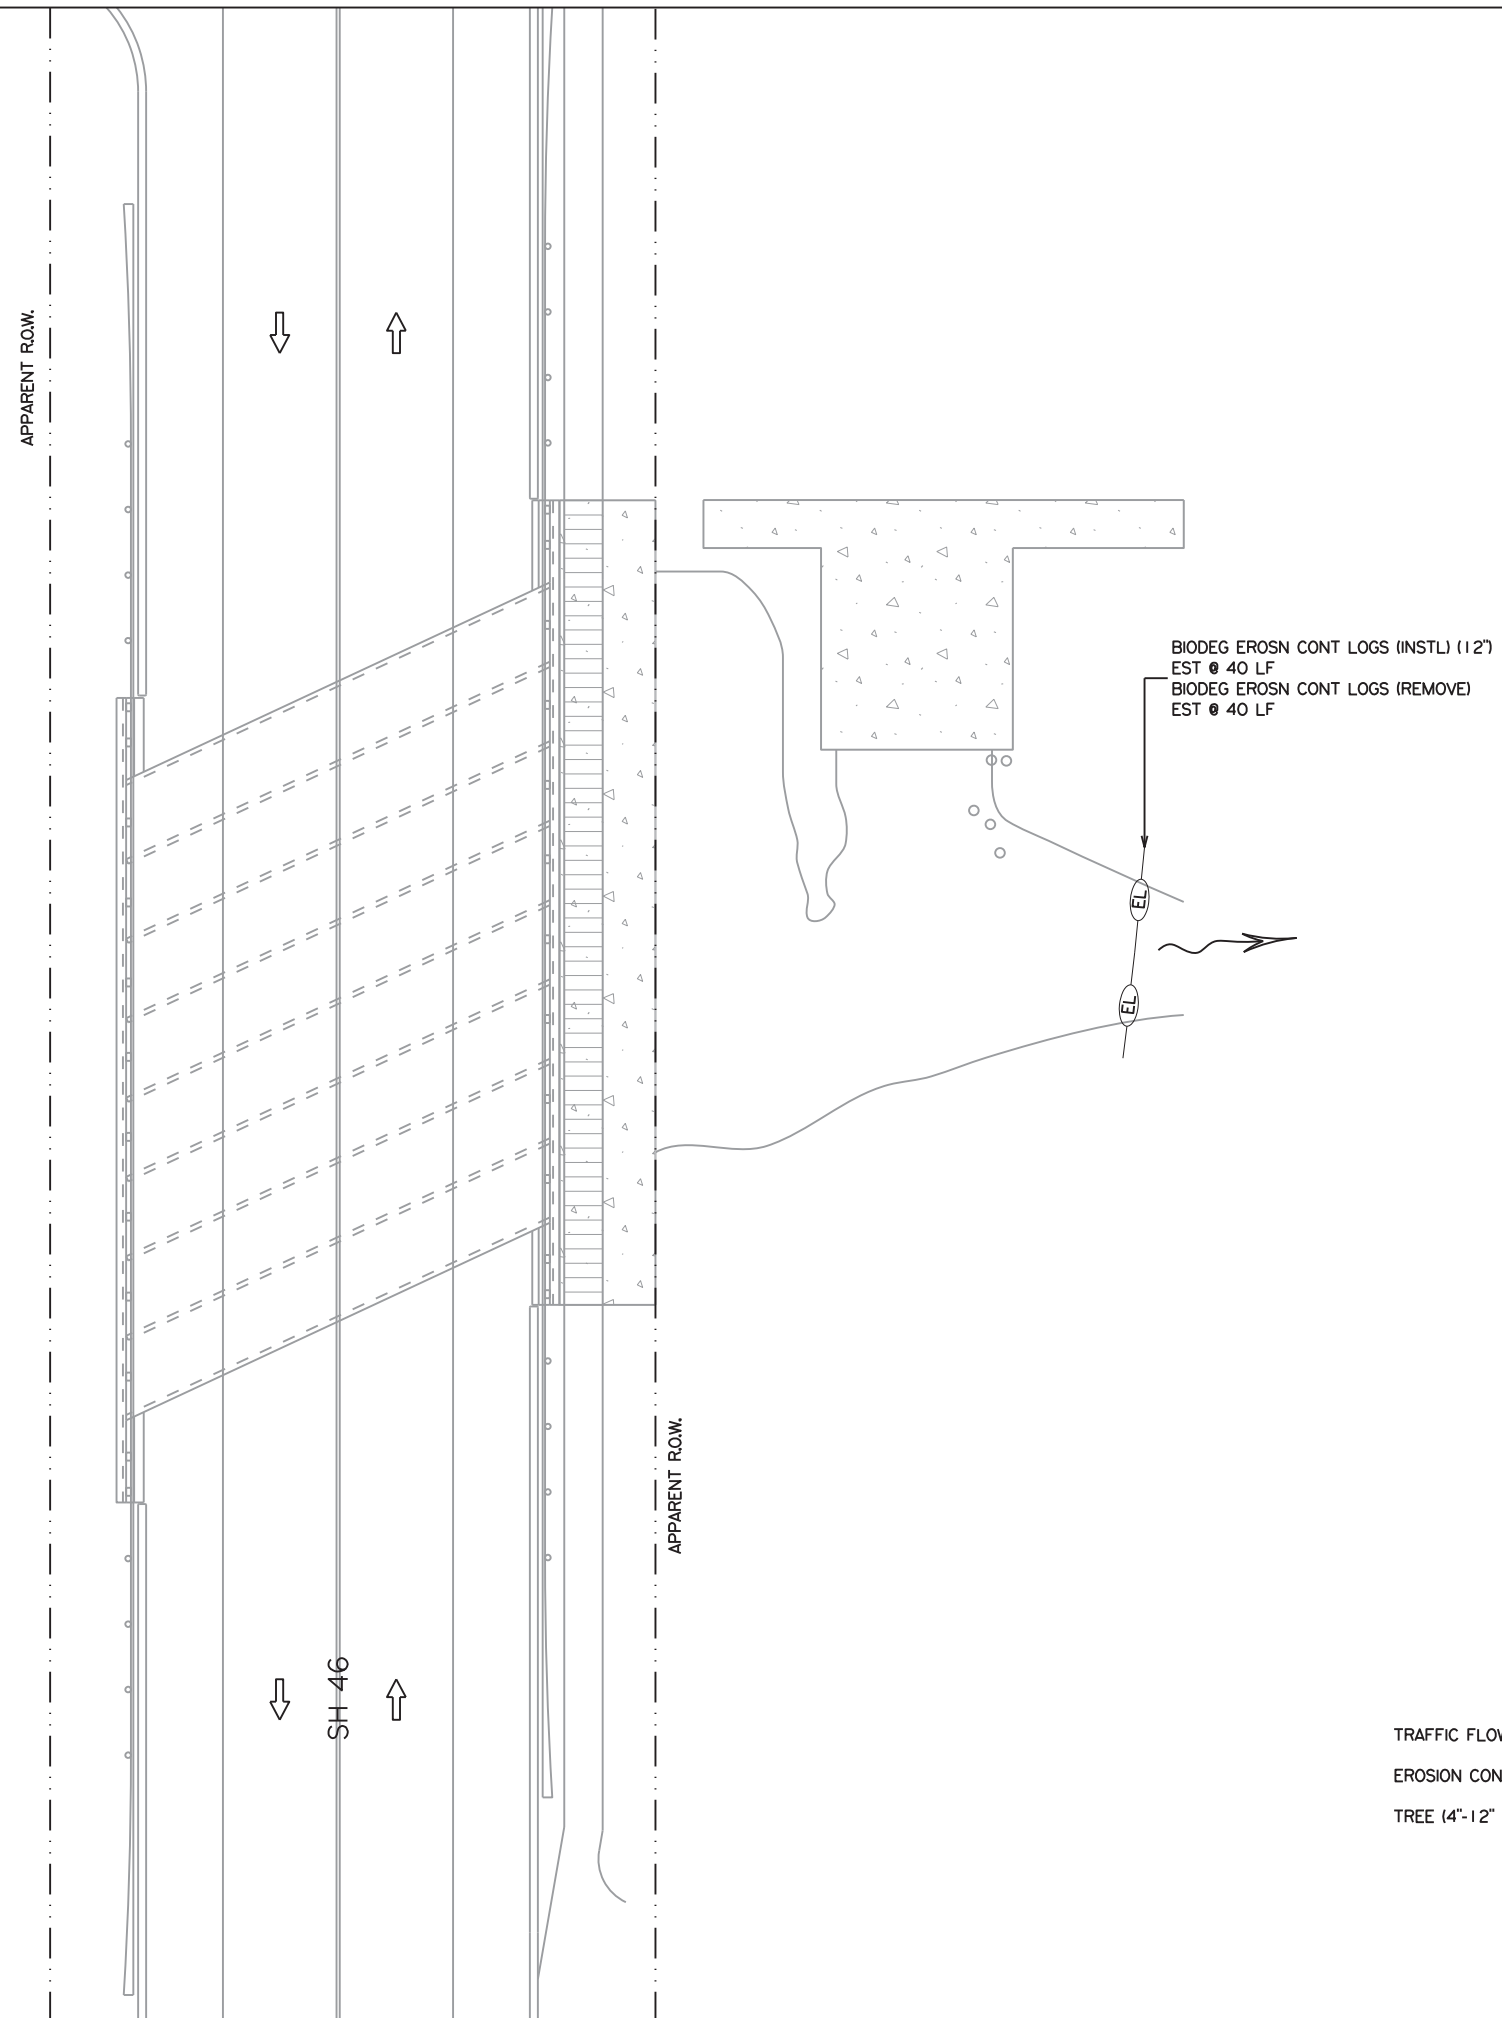 APPARENT R.O.W.
BIODEG EROSN CONT LOGS (INSTL) (12")
EST @ 40 LF
BIODEG EROSN CONT LOGS (REMOVE)
EST @ 40 LF
EL
EL
APPARENT R.O.W.
SH 46
TRAFFIC FLOW
EROSION CON
TREE (4"-12"